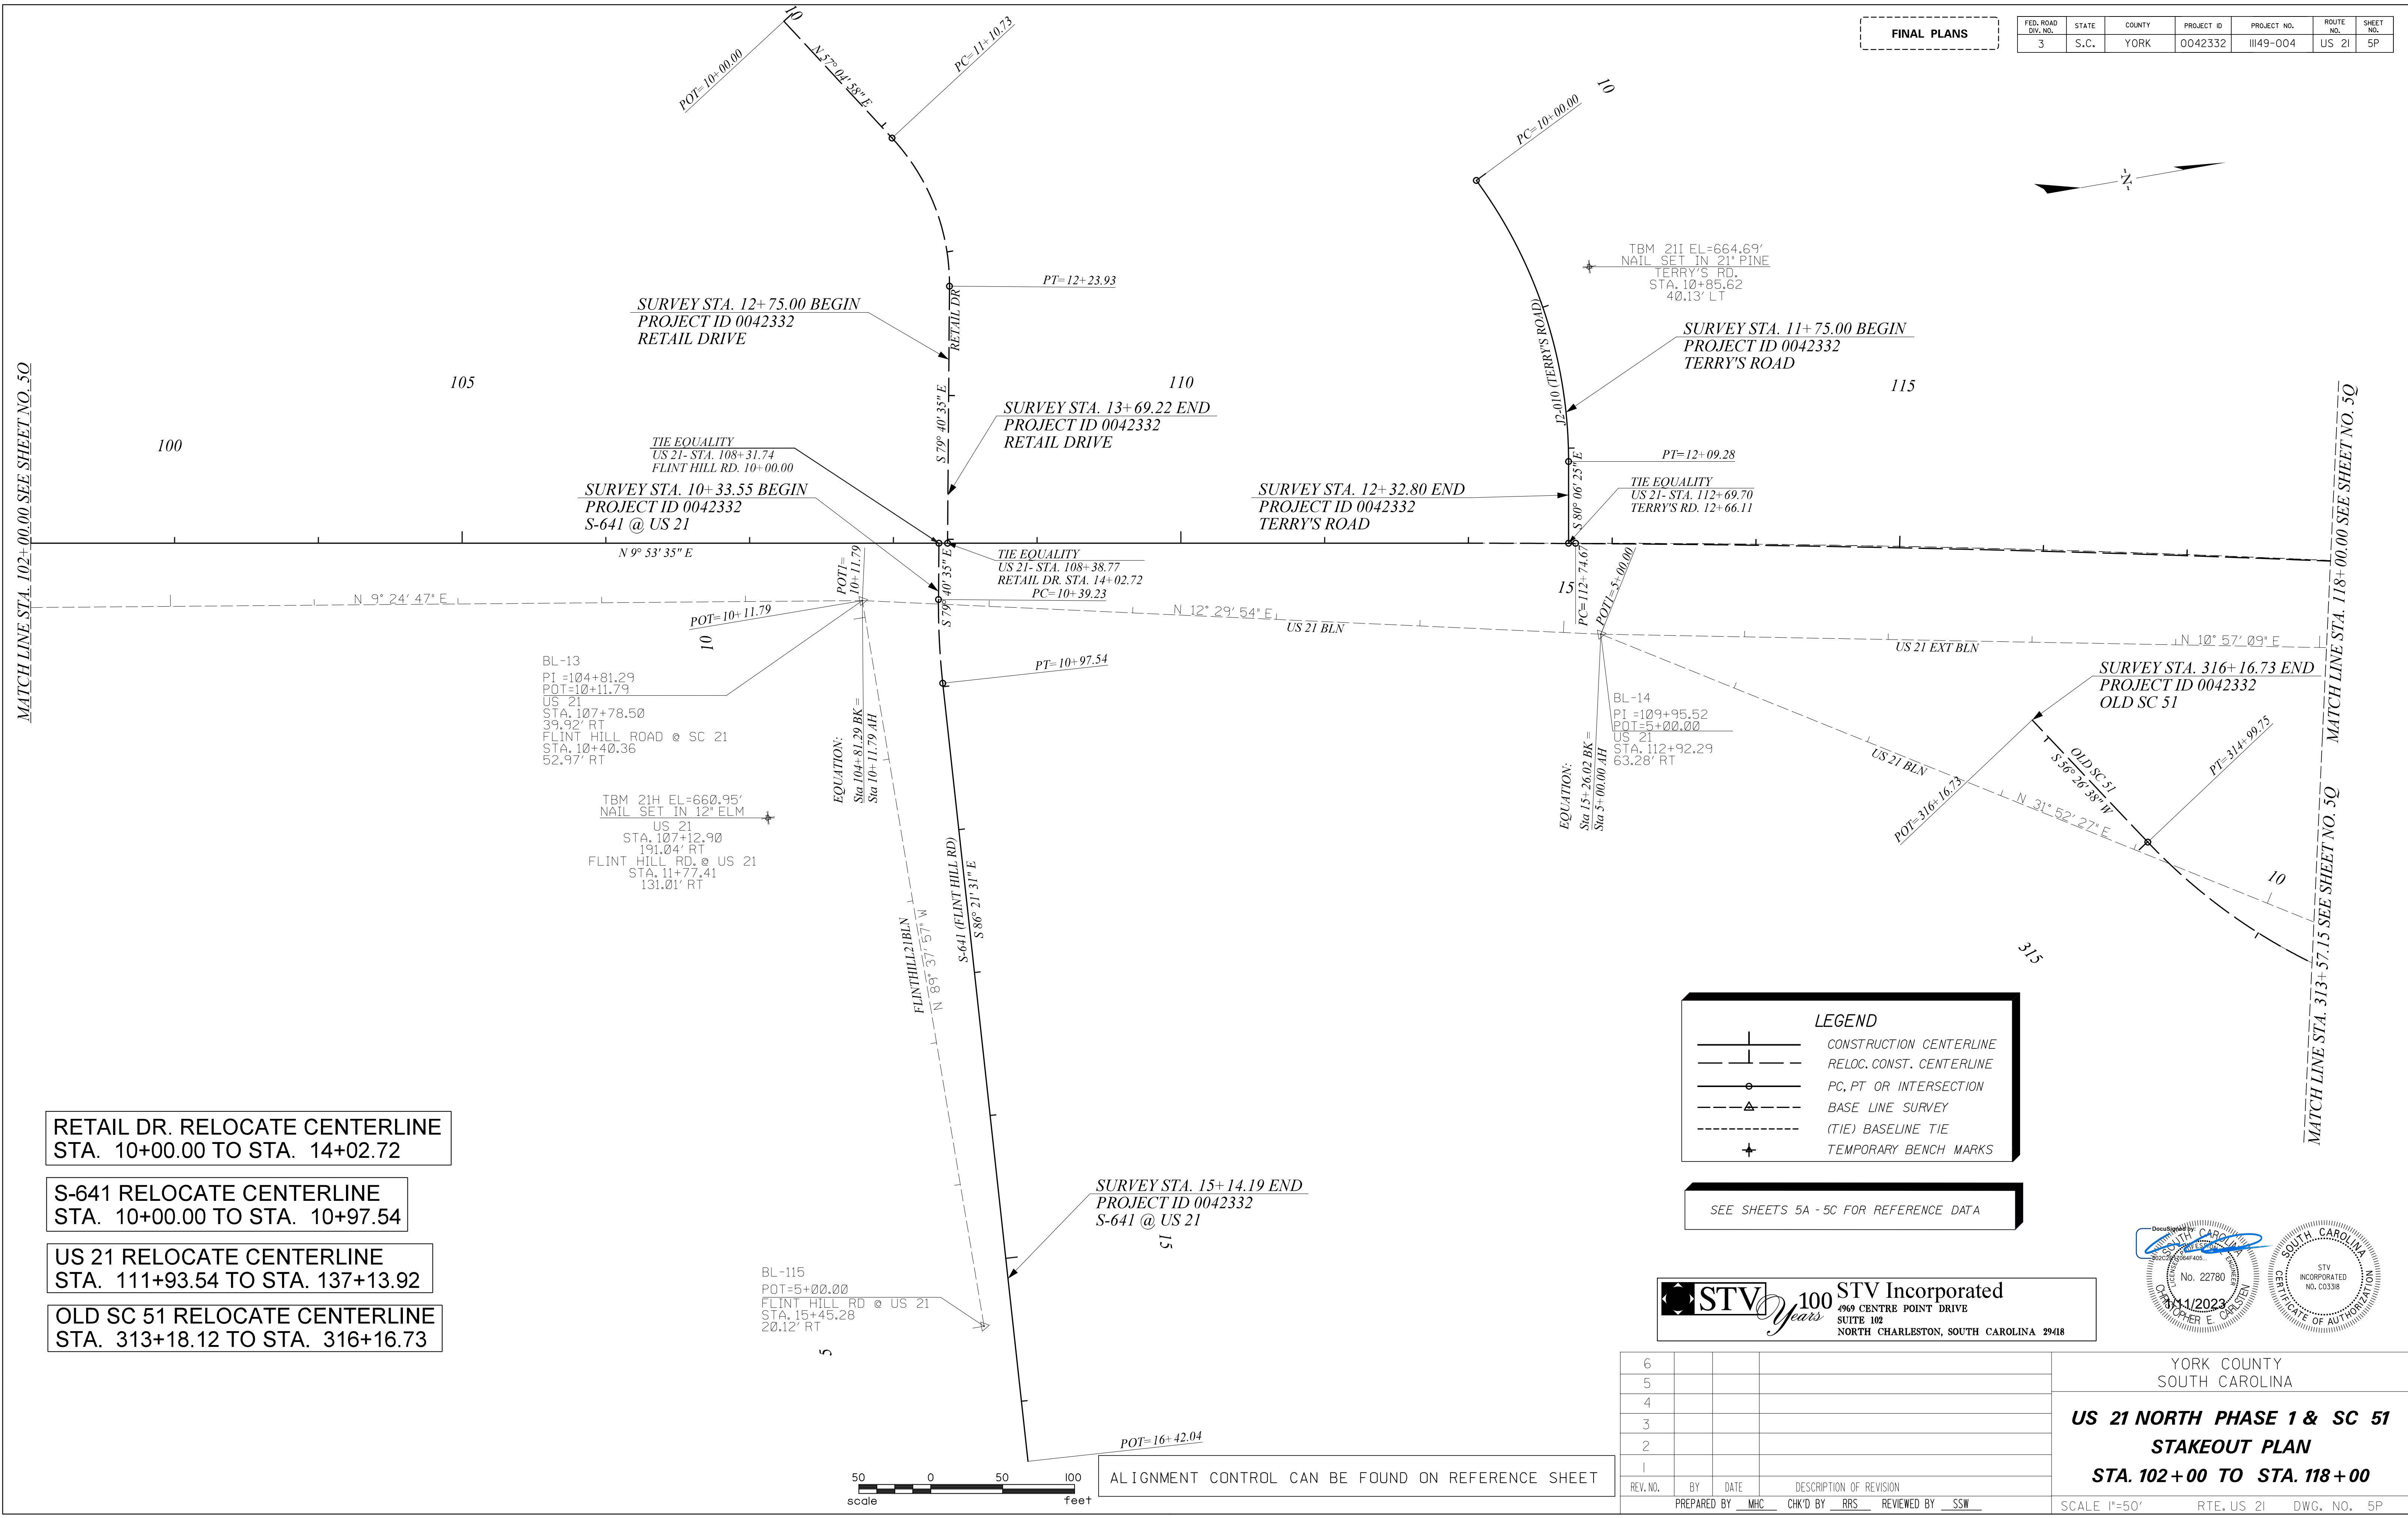 FINAL PLANS
FED. ROAD DIV. NO. STATE COUNTY PROJECT ID PROJECT NO. ROUTE NO. SHEET NO.
3 S.C. YORK 0042332 III49-004 US 21 5P
10
N 57° 04' 58" E
POT=10+00.00
PC=11+10.73
PT=12+23.93
RETAIL DR
SURVEY STA. 12+75.00 BEGIN
PROJECT ID 0042332
RETAIL DRIVE
S 79° 40' 35" E
SURVEY STA. 13+69.22 END
PROJECT ID 0042332
RETAIL DRIVE
10
PC=10+00.00
Z
TBM 21I EL=664.69'
NAIL SET IN 21" PINE
TERRY'S RD.
STA. 10+85.62
40.13' LT
J2-010 (TERRY'S ROAD)
SURVEY STA. 11+75.00 BEGIN
PROJECT ID 0042332
TERRY'S ROAD
MATCH LINE STA. 102+00.00 SEE SHEET NO. 5O
100
105
110
115
TIE EQUALITY
US 21- STA. 108+31.74
FLINT HILL RD. 10+00.00
SURVEY STA. 10+33.55 BEGIN
PROJECT ID 0042332
S-641 @ US 21
SURVEY STA. 12+32.80 END
PROJECT ID 0042332
TERRY'S ROAD
PT=12+09.28
S 80° 06' 25" E
TIE EQUALITY
US 21- STA. 112+69.70
TERRY'S RD. 12+66.11
MATCH LINE STA. 118+00.00 SEE SHEET NO. 5Q
N 9° 53' 35" E
TIE EQUALITY
US 21- STA. 108+38.77
RETAIL DR. STA. 14+02.72
PC=10+39.23
S 79° 40' 35" E
POT1=
10+11.79
POT=10+11.79
10
N 9° 24' 47" E
N 12° 29' 54" E
US 21 BLN
15
PC=112+74.67
POT1=5+00.00
US 21 EXT BLN
N 10° 57' 09" E
PT=10+97.54
BL-13
PI =104+81.29
POT=10+11.79
US 21
STA. 107+78.50
39.92' RT
FLINT HILL ROAD @ SC 21
STA. 10+40.36
52.97' RT
EQUATION:
Sta 104+81.29 BK =
Sta 10+11.79 AH
BL-14
PI =109+95.52
POT=5+00.00
US 21
STA. 112+92.29
63.28' RT
EQUATION:
Sta 15+26.02 BK =
Sta 5+00.00 AH
SURVEY STA. 316+16.73 END
PROJECT ID 0042332
OLD SC 51
US 21 BLN
N 31° 52' 27" E
POT=316+16.73
OLD SC 51
S 56° 26' 38" W
PT=314+99.75
10
315
MATCH LINE STA. 313+57.15 SEE SHEET NO. 5Q
TBM 21H EL=660.95'
NAIL SET IN 12" ELM
US 21
STA. 107+12.90
191.04' RT
FLINT HILL RD. @ US 21
STA. 11+77.41
131.01' RT
FLINTHILL21BLN
N 89° 37' 57" W
S-641 (FLINT HILL RD)
S 86° 21' 31" E
LEGEND
CONSTRUCTION CENTERLINE
RELOC. CONST. CENTERLINE
PC, PT OR INTERSECTION
BASE LINE SURVEY
(TIE) BASELINE TIE
TEMPORARY BENCH MARKS
SEE SHEETS 5A - 5C FOR REFERENCE DATA
RETAIL DR. RELOCATE CENTERLINE
STA. 10+00.00 TO STA. 14+02.72
S-641 RELOCATE CENTERLINE
STA. 10+00.00 TO STA. 10+97.54
US 21 RELOCATE CENTERLINE
STA. 111+93.54 TO STA. 137+13.92
OLD SC 51 RELOCATE CENTERLINE
STA. 313+18.12 TO STA. 316+16.73
SURVEY STA. 15+14.19 END
PROJECT ID 0042332
S-641 @ US 21
15
BL-115
POT=5+00.00
FLINT HILL RD @ US 21
STA. 15+45.28
20.12' RT
5
POT=16+42.04
50 0 50 100
scale feet
ALIGNMENT CONTROL CAN BE FOUND ON REFERENCE SHEET
STV 100 Years
STV Incorporated
4969 CENTRE POINT DRIVE
SUITE 102
NORTH CHARLESTON, SOUTH CAROLINA 29418
DocuSigned by:
SOUTH CAROLINA
No. 22780
11/2023
CHRISTOPHER E. CARLSTEN
SOUTH CAROLINA
STV
INCORPORATED
NO. C03318
CERTIFICATE OF AUTHORIZATION
6
5
4
3
2
1
REV. NO. BY DATE DESCRIPTION OF REVISION
PREPARED BY MHC CHK'D BY RRS REVIEWED BY SSW
YORK COUNTY
SOUTH CAROLINA
US 21 NORTH PHASE 1 & SC 51
STAKEOUT PLAN
STA. 102+00 TO STA. 118+00
SCALE 1"=50' RTE. US 21 DWG. NO. 5P